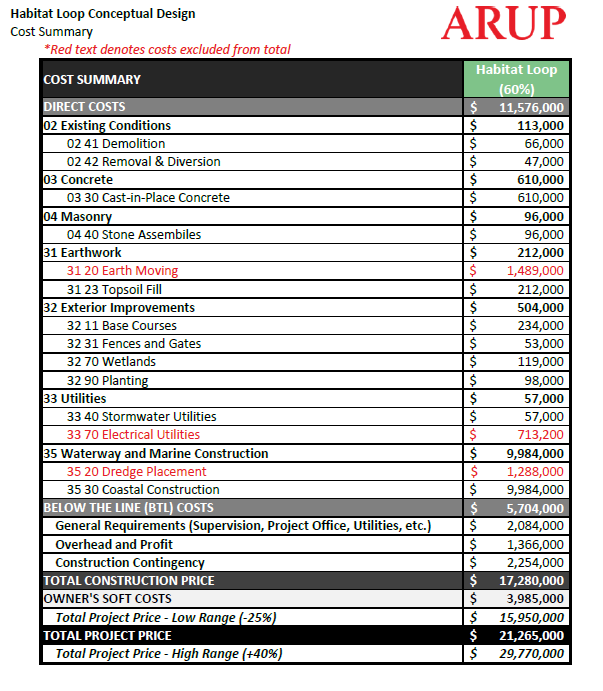 Habitat Loop Conceptual Design
ARUP
Cost Summary
*Red text denotes costs excluded from total
COST SUMMARY Habitat Loop (60%)
DIRECT COSTS $ 11,576,000
02 Existing Conditions $ 113,000
02 41 Demolition $ 66,000
02 42 Removal & Diversion $ 47,000
03 Concrete $ 610,000
03 30 Cast-in-Place Concrete $ 610,000
04 Masonry $ 96,000
04 40 Stone Assembiles $ 96,000
31 Earthwork $ 212,000
31 20 Earth Moving $ 1,489,000
31 23 Topsoil Fill $ 212,000
32 Exterior Improvements $ 504,000
32 11 Base Courses $ 234,000
32 31 Fences and Gates $ 53,000
32 70 Wetlands $ 119,000
32 90 Planting $ 98,000
33 Utilities $ 57,000
33 40 Stormwater Utilities $ 57,000
33 70 Electrical Utilities $ 713,200
35 Waterway and Marine Construction $ 9,984,000
35 20 Dredge Placement $ 1,288,000
35 30 Coastal Construction $ 9,984,000
BELOW THE LINE (BTL) COSTS $ 5,704,000
General Requirements (Supervision, Project Office, Utilities, etc.) $ 2,084,000
Overhead and Profit $ 1,366,000
Construction Contingency $ 2,254,000
TOTAL CONSTRUCTION PRICE $ 17,280,000
OWNER'S SOFT COSTS $ 3,985,000
Total Project Price - Low Range (-25%) $ 15,950,000
TOTAL PROJECT PRICE $ 21,265,000
Total Project Price - High Range (+40%) $ 29,770,000